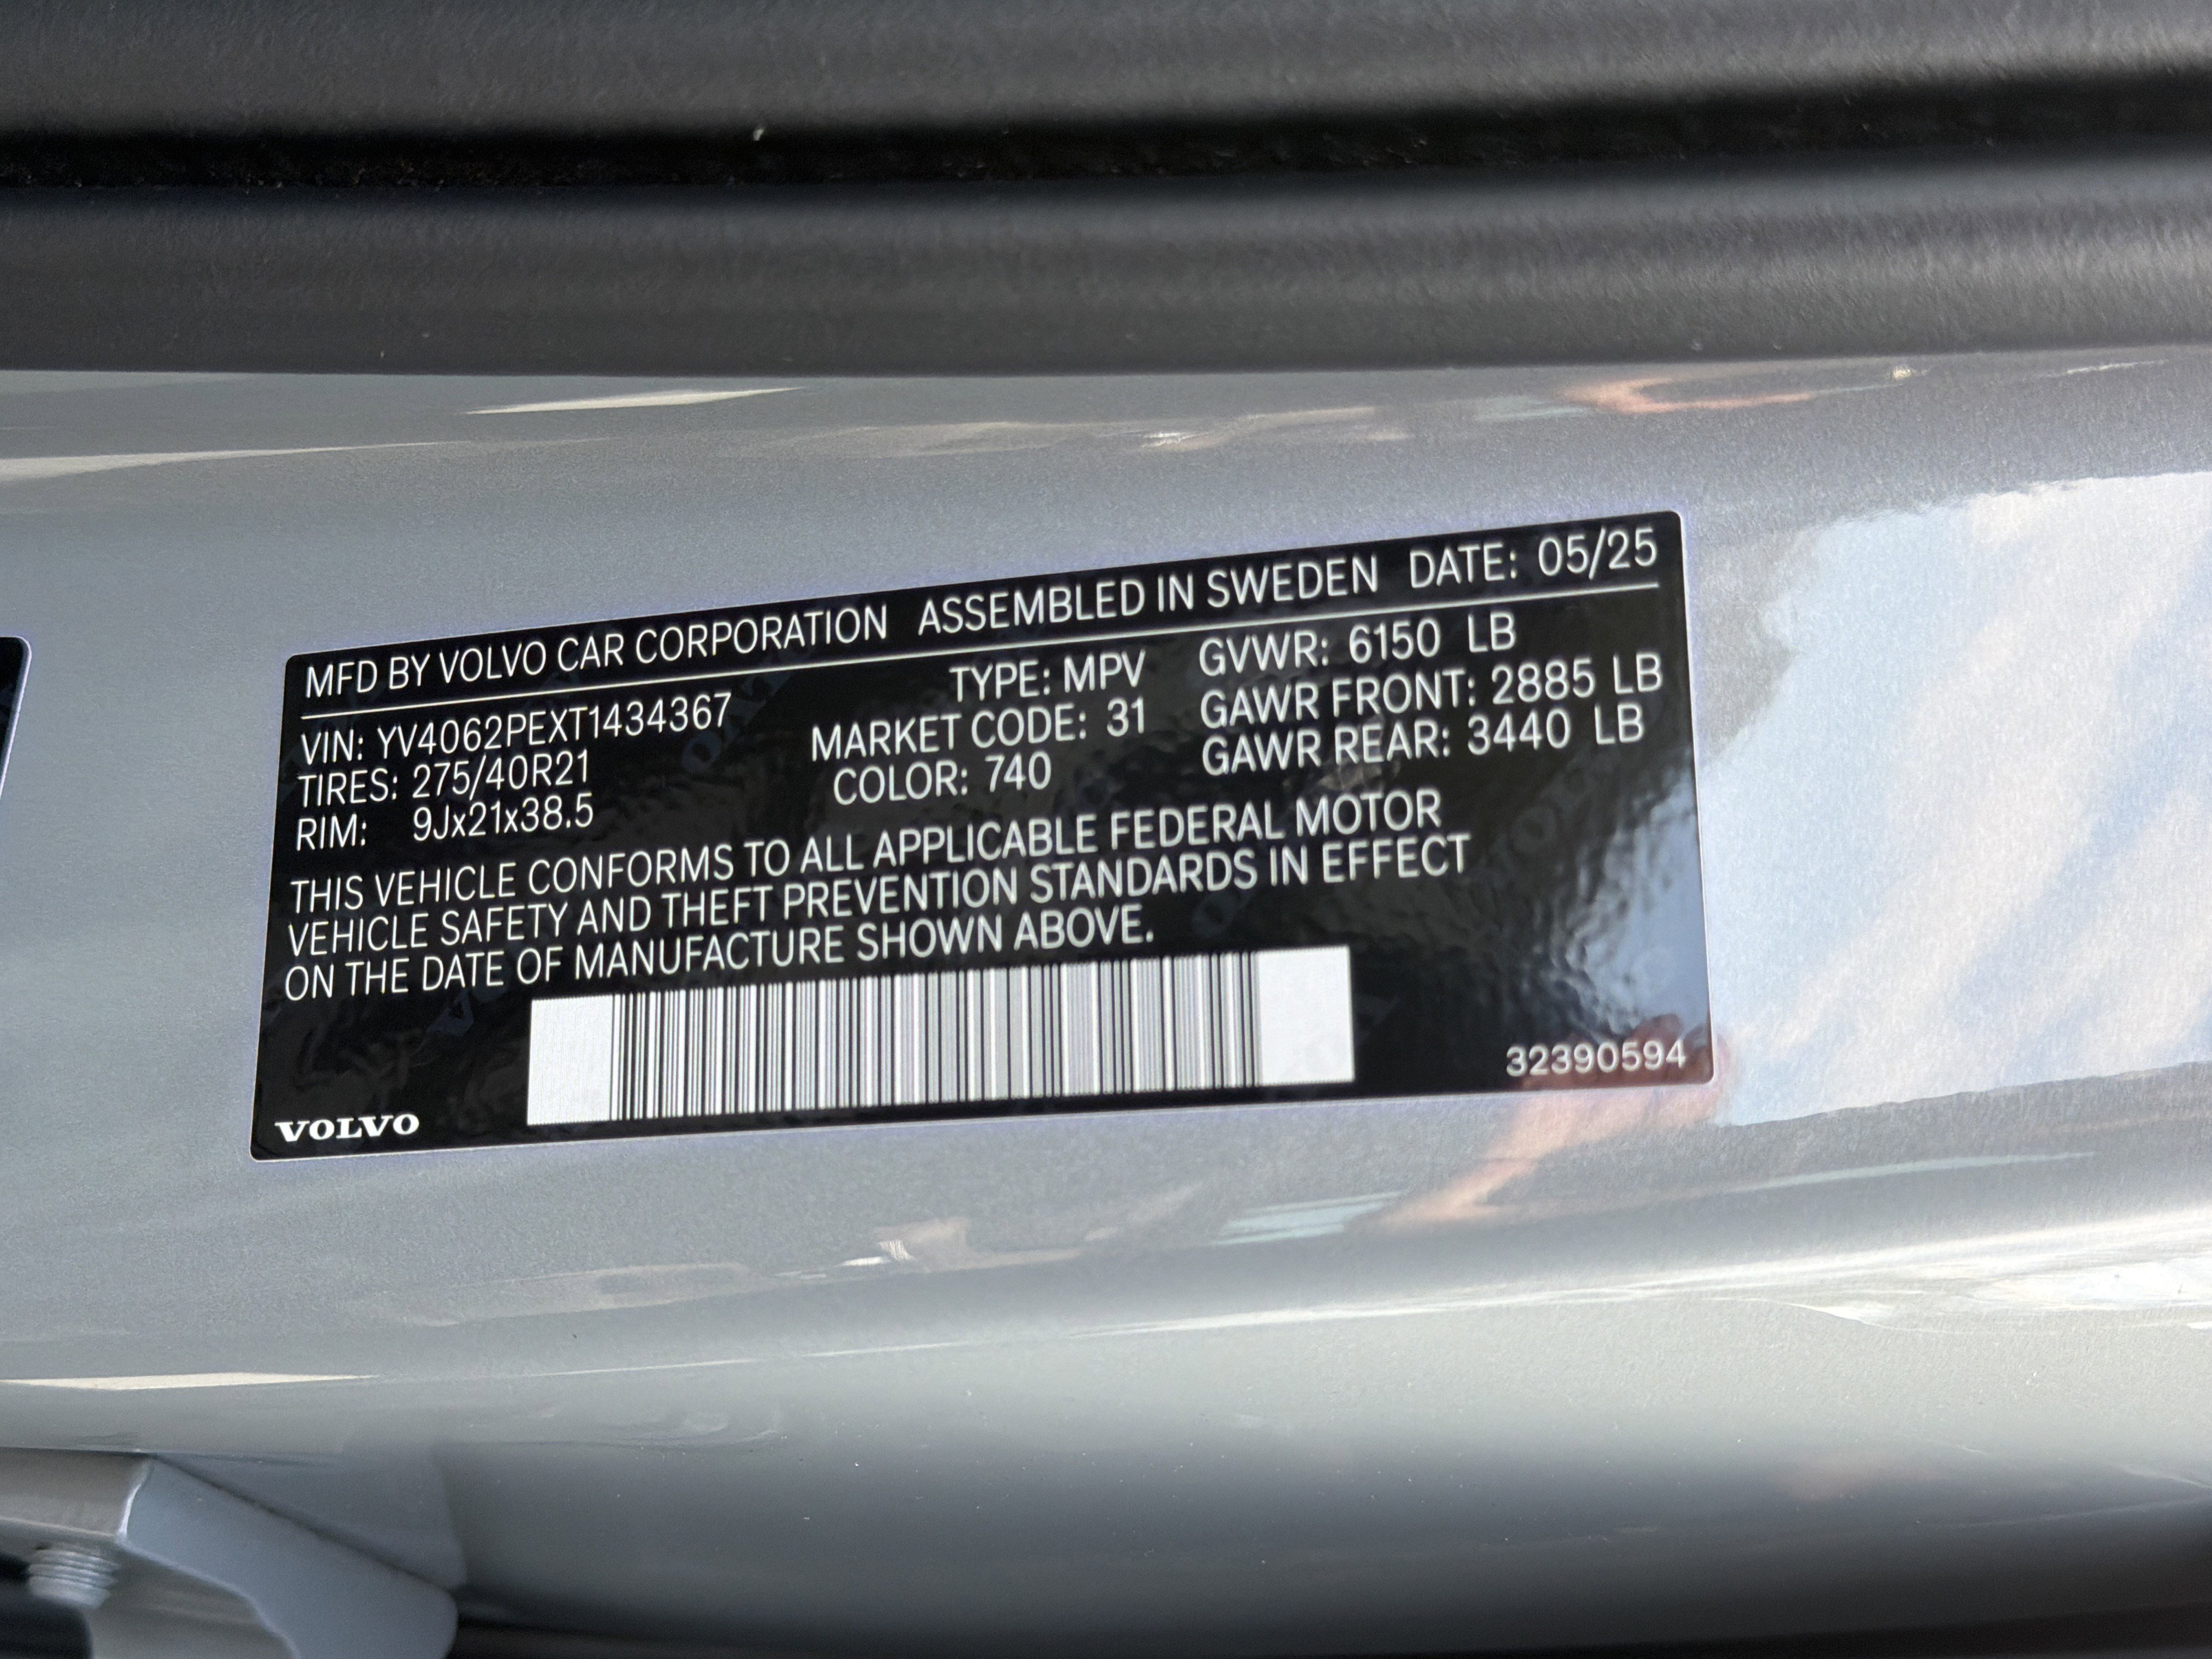 MFD BY VOLVO CAR CORPORATION ASSEMBLED IN SWEDEN DATE: 05/25
VIN: YV4062PEXT1434367 TYPE: MPV GVWR: 6150 LB
TIRES: 275/40R21 MARKET CODE: 31 GAWR FRONT: 2885 LB
RIM: 9Jx21x38.5 COLOR: 740 GAWR REAR: 3440 LB
THIS VEHICLE CONFORMS TO ALL APPLICABLE FEDERAL MOTOR
VEHICLE SAFETY AND THEFT PREVENTION STANDARDS IN EFFECT
ON THE DATE OF MANUFACTURE SHOWN ABOVE.
VOLVO 32390594